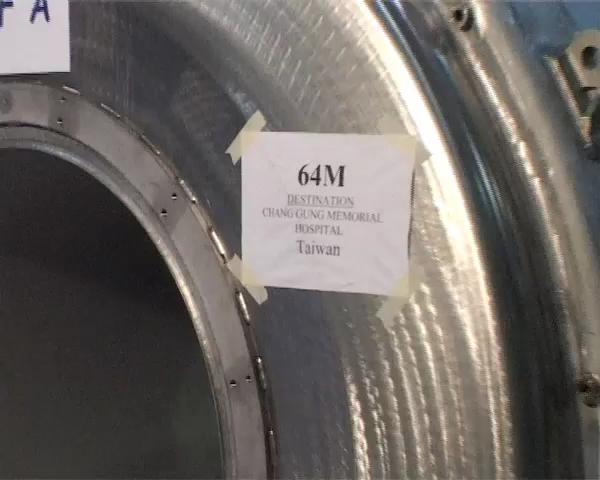 FA
64M
DESTINATION
CHANG GUNG MEMORIAL
HOSPITAL
Taiwan